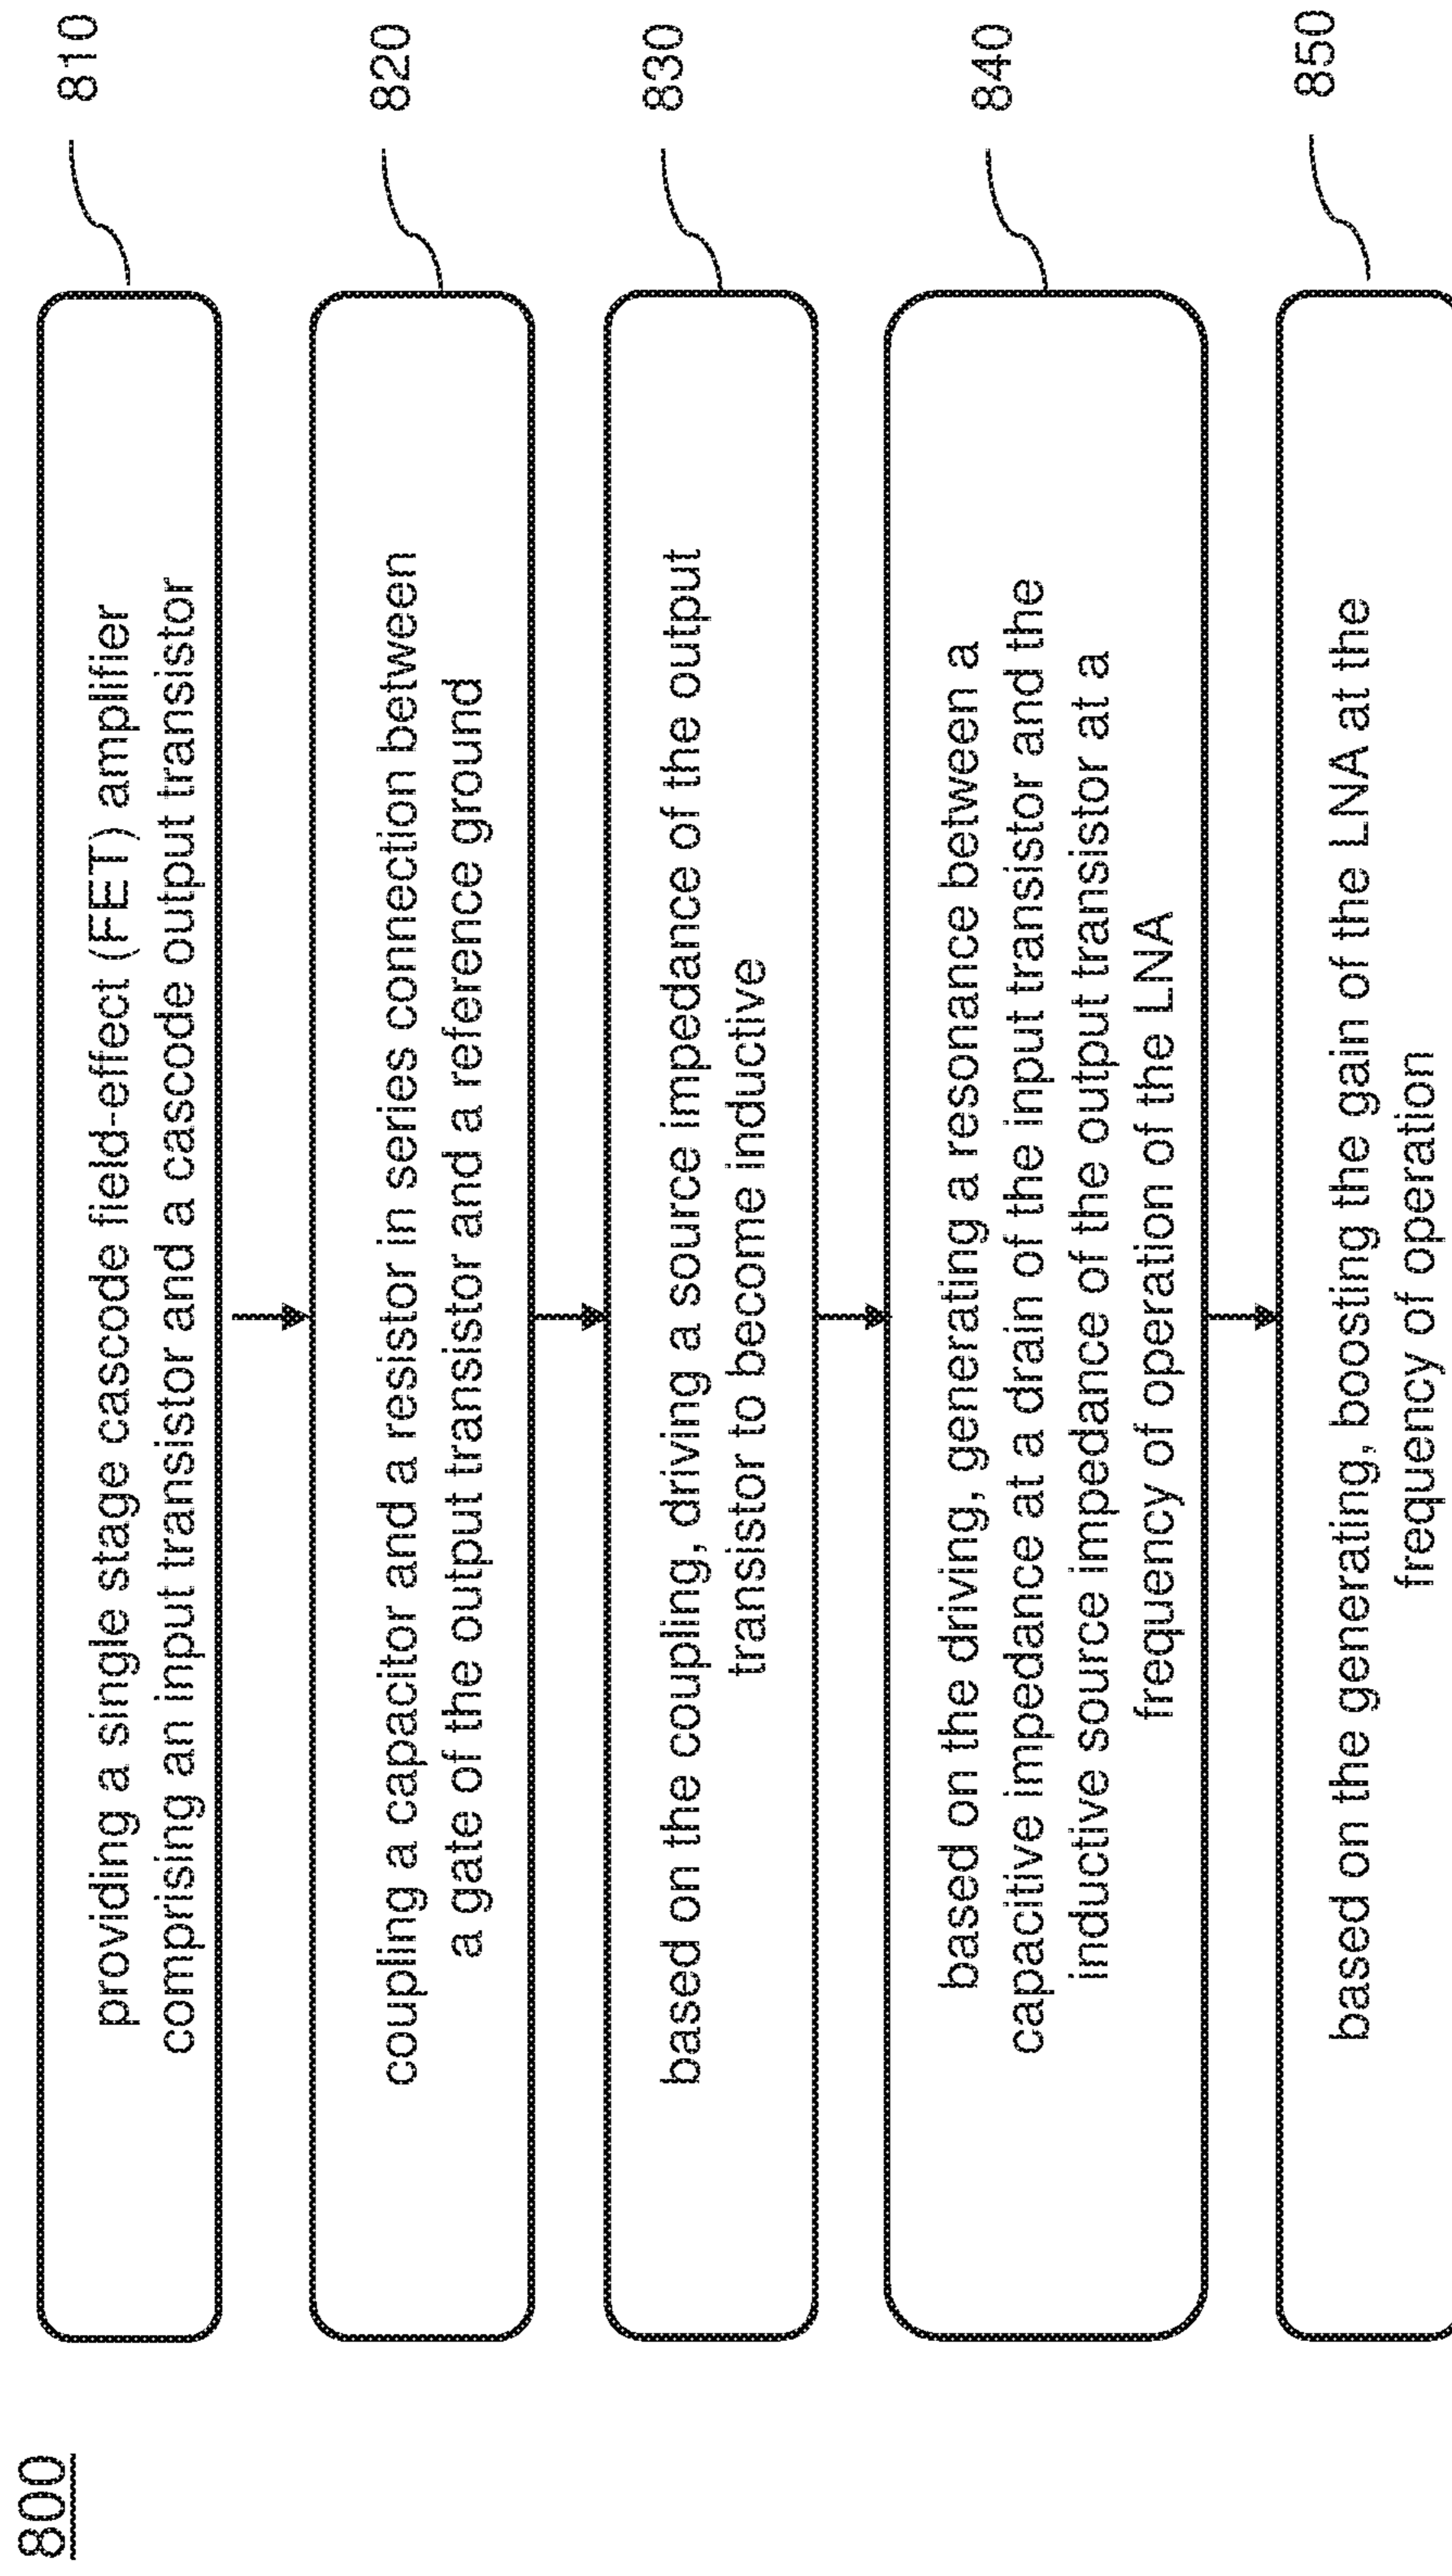 800
810
providing a single stage cascode field-effect (FET) amplifier
comprising an input transistor and a cascode output transistor
820
coupling a capacitor and a resistor in series connection between
a gate of the output transistor and a reference ground
830
based on the coupling, driving a source impedance of the output
transistor to become inductive
840
based on the driving, generating a resonance between a
capacitive impedance at a drain of the input transistor and the
inductive source impedance of the output transistor at a
frequency of operation of the LNA
850
based on the generating, boosting the gain of the LNA at the
frequency of operation